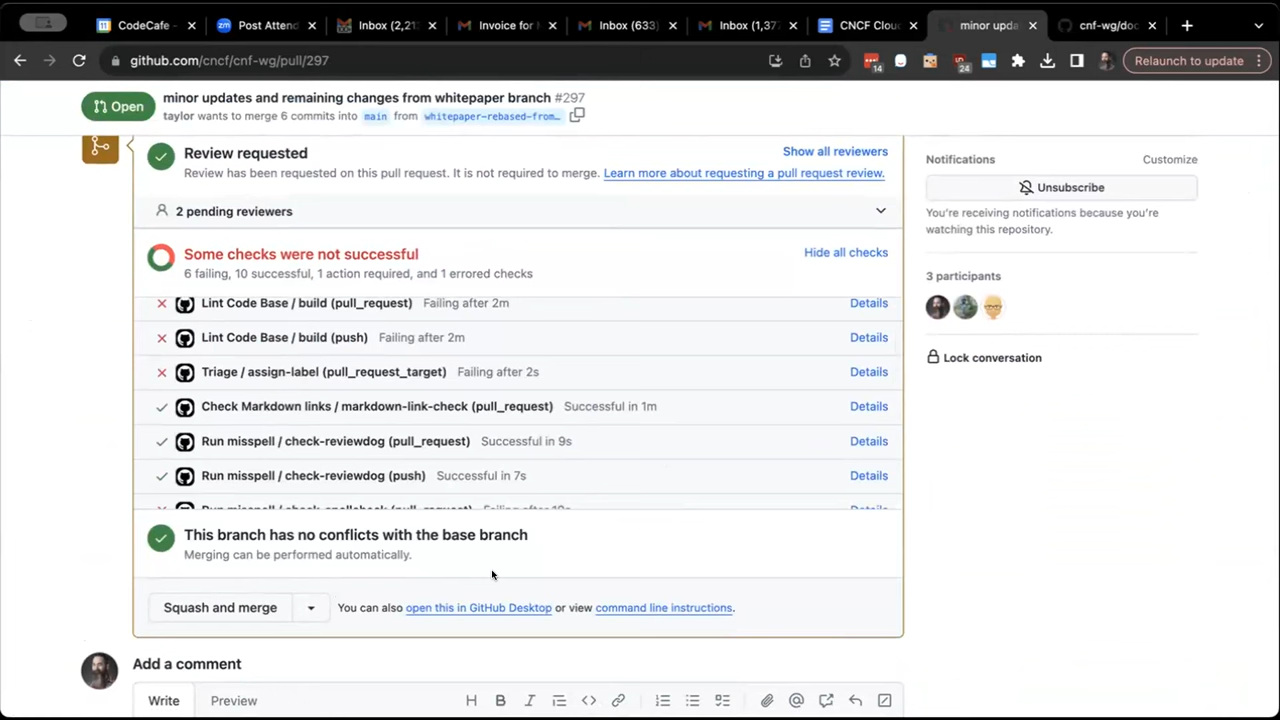 CodeCafe -
Post Attend
Inbox (2,21
Invoice for
Inbox (633)
Inbox (1,37
CNCF Clou
minor upda
cnf-wg/doc
github.com/cncf/cnf-wg/pull/297
14
24
Relaunch to update
Open
minor updates and remaining changes from whitepaper branch #297
taylor wants to merge 6 commits into main from whitepaper-rebased-from…
Review requested
Show all reviewers
Review has been requested on this pull request. It is not required to merge. Learn more about requesting a pull request review.
2 pending reviewers
Some checks were not successful
Hide all checks
6 failing, 10 successful, 1 action required, and 1 errored checks
Lint Code Base / build (pull_request) Failing after 2m Details
Lint Code Base / build (push) Failing after 2m Details
Triage / assign-label (pull_request_target) Failing after 2s Details
Check Markdown links / markdown-link-check (pull_request) Successful in 1m Details
Run misspell / check-reviewdog (pull_request) Successful in 9s Details
Run misspell / check-reviewdog (push) Successful in 7s Details
This branch has no conflicts with the base branch
Merging can be performed automatically.
Squash and merge
You can also open this in GitHub Desktop or view command line instructions.
Add a comment
Write Preview
Notifications Customize
Unsubscribe
You're receiving notifications because you're
watching this repository.
3 participants
Lock conversation